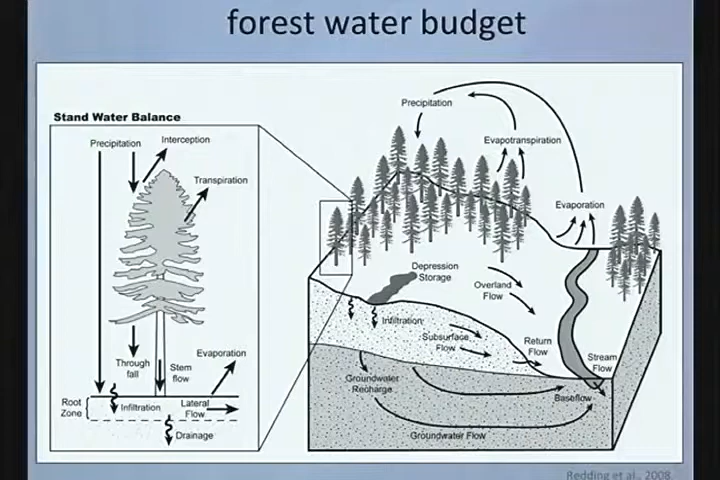 forest water budget
Stand Water Balance
Precipitation
Interception
Transpiration
Through
fall
Stem
flow
Evaporation
Root
Zone
Infiltration
Lateral
Flow
Drainage
Precipitation
Evapotranspiration
Evaporation
Depression
Storage
Overland
Flow
Infiltration
Subsurface
Flow
Return
Flow
Stream
Flow
Groundwater
Recharge
Baseflow
Groundwater Flow
Redding et al., 2008